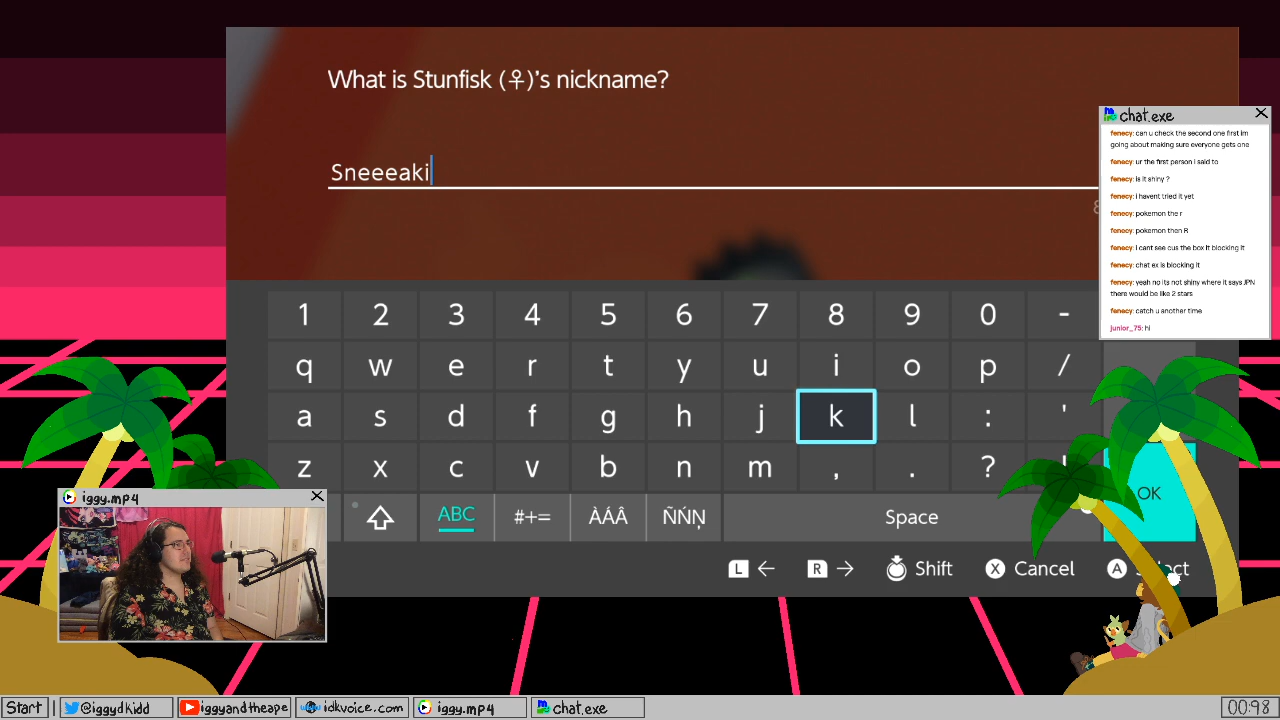 What is Stunfisk (♀)'s nickname?
Sneeeaki
chat.exe
fenecy: can u check the second one first im
going about making sure everyone gets one
fenecy: ur the first person i said to
fenecy: is it shiny ?
fenecy: i havent tried it yet
fenecy: pokemon the r
fenecy: pokemon then R
fenecy: i cant see cus the box it blocking it
fenecy: chat ex is blocking it
fenecy: yeah no its not shiny where it says JPN
there would be like 2 stars
fenecy: catch u another time
junior_75: hi
1 2 3 4 5 6 7 8 9 0 -
q w e r t y u i o p /
a s d f g h j k l : '
z x c v b n m , . ? !
OK
ABC #+= ÀÁÂ ÑŃŅ Space
L ← R → Shift X Cancel A Select
iggy.mp4
Start | @iggydkidd iggyandtheape idkvoice.com iggy.mp4 chat.exe 00:98